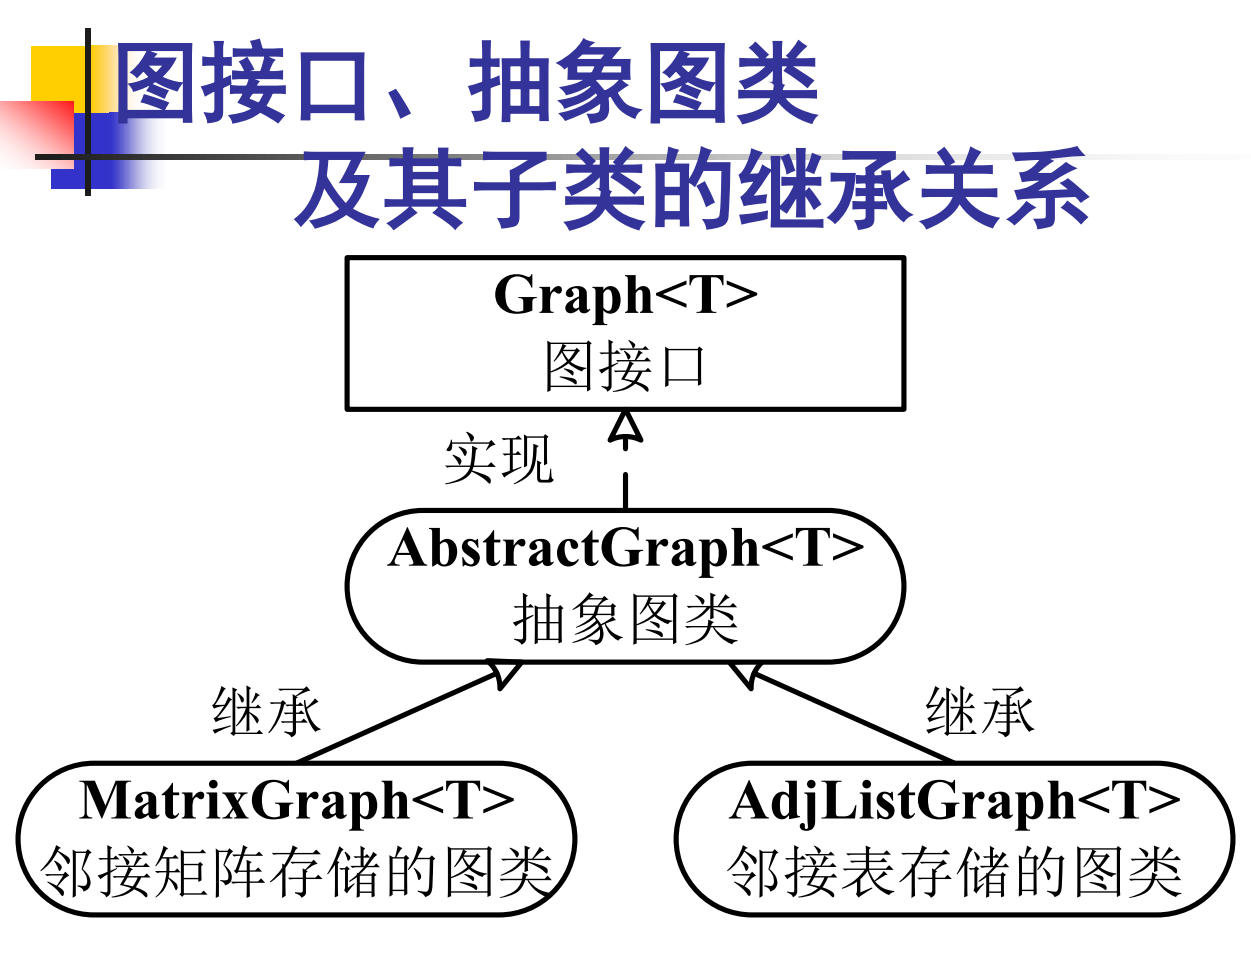 图接口、抽象图类
及其子类的继承关系
Graph<T>
图接口
实现
AbstractGraph<T>
抽象图类
继承
继承
MatrixGraph<T>
邻接矩阵存储的图类
AdjListGraph<T>
邻接表存储的图类